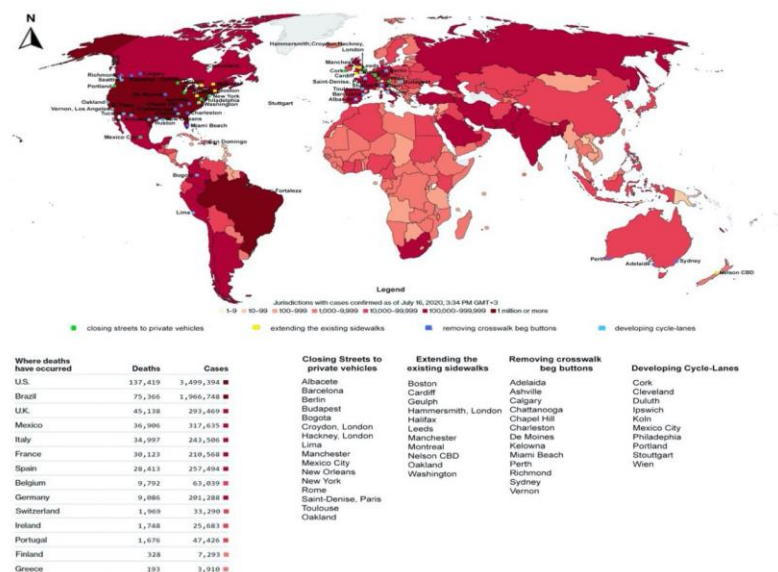 N
Hammersmith,Croydon,Hackney,
London
Manchester
Leeds
Cork
Cardiff
Budapest
Saint-Denise,
Stuttgart
Richmond
Calgary
Seattle
Portland
Boston
New York
Philadelphia
Washington
Oakland
Vernon, Los Angeles
Charleston
Miami Beach
Mexico
San Domingo
Bogota
Fortaleza
Lima
Perth
Adelaide
Sydney
Nelson CBD
Legend
Jurisdictions with cases confirmed as of July 16, 2020, 3:34 PM GMT+3
1-9 10-99 100-999 1,000-9,999 10,000-99,999 100,000-999,999 1 million or more
closing streets to private vehicles extending the existing sidewalks removing crosswalk beg buttons developing cycle-lanes
Where deaths
have occurred Deaths Cases
U.S. 137,419 3,499,394
Brazil 75,366 1,966,748
U.K. 45,138 293,469
Mexico 36,906 317,635
Italy 34,997 243,506
France 30,123 210,568
Spain 28,413 257,494
Belgium 9,792 63,039
Germany 9,086 201,288
Switzerland 1,969 33,290
Ireland 1,748 25,683
Portugal 1,676 47,426
Finland 328 7,293
Greece 193 3,910
Closing Streets to
private vehicles
Albacete
Barcelona
Berlin
Budapest
Bogota
Croydon, London
Hackney, London
Lima
Manchester
Mexico City
New Orleans
New York
Rome
Saint-Denise, Paris
Toulouse
Oakland
Extending the
existing sidewalks
Boston
Cardiff
Geulph
Hammersmith, London
Halifax
Leeds
Manchester
Montreal
Nelson CBD
Oakland
Washington
Removing crosswalk
beg buttons
Adelaida
Ashville
Calgary
Chattanooga
Chapel Hill
Charleston
De Moines
Kelowna
Miami Beach
Perth
Richmond
Sydney
Vernon
Developing Cycle-Lanes
Cork
Cleveland
Duluth
Ipswich
Koln
Mexico City
Philadephia
Portland
Stouttgart
Wien